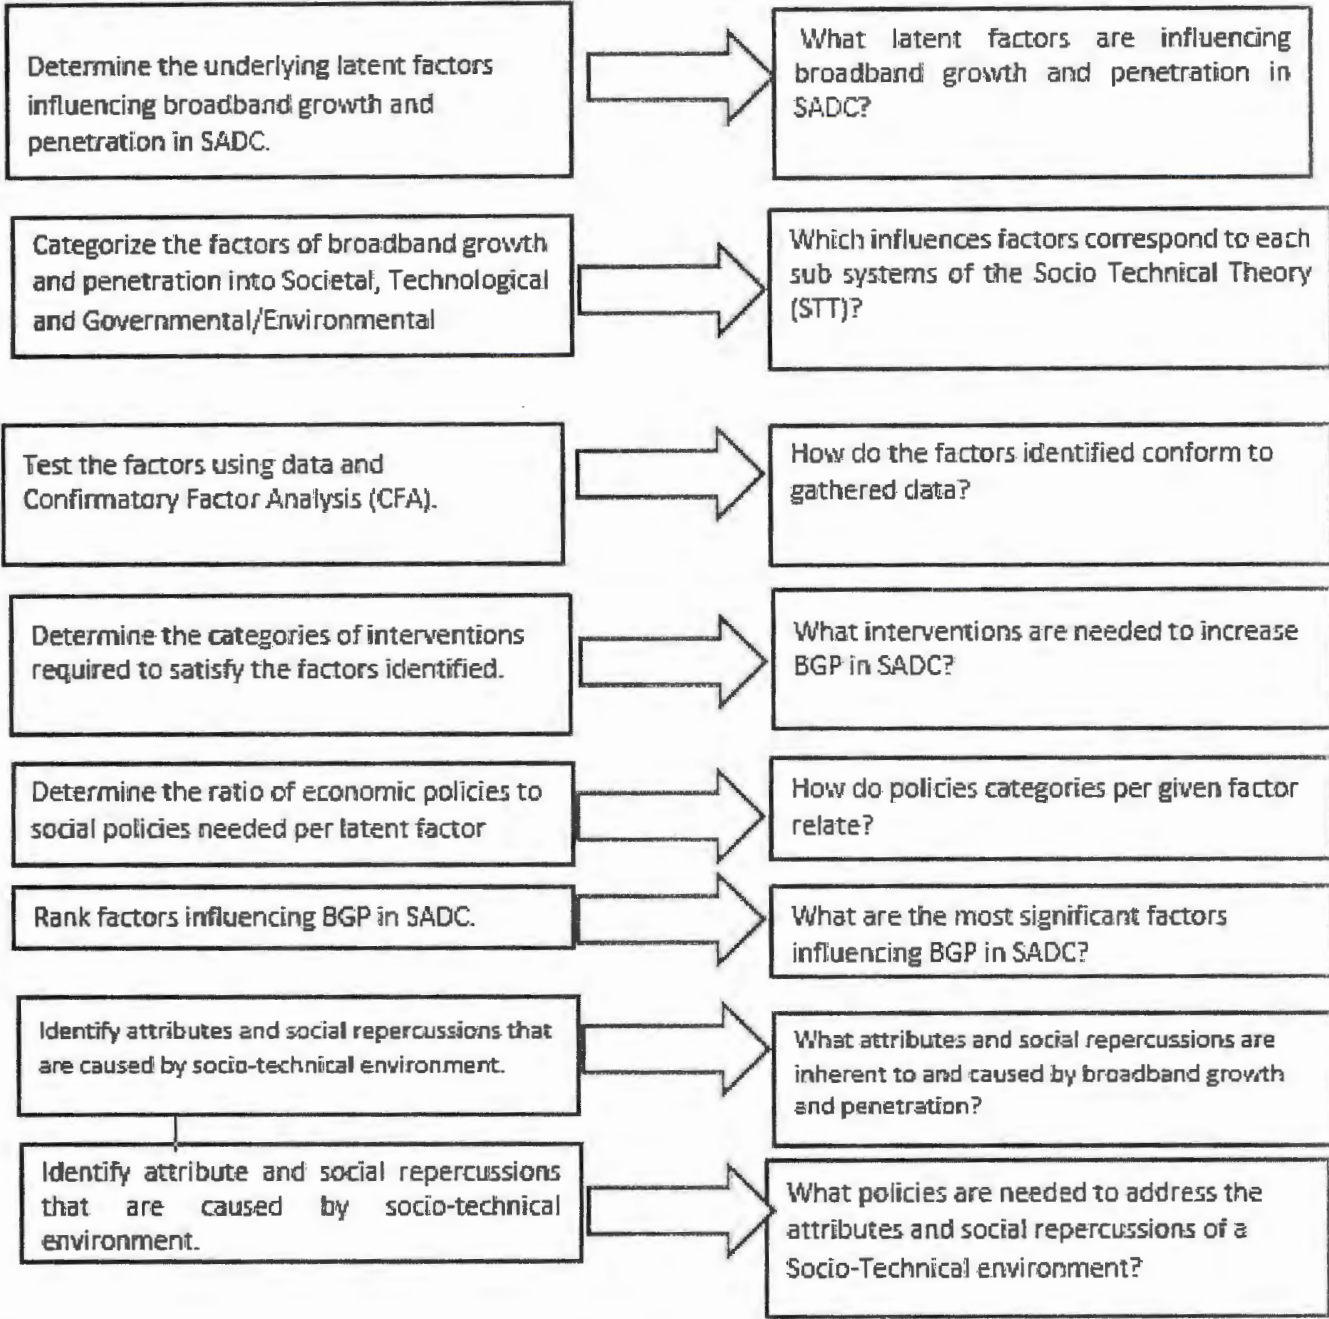 Determine the underlying latent factors
influencing broadband growth and
penetration in SADC.
What latent factors are influencing
broadband growth and penetration in
SADC?
Categorize the factors of broadband growth
and penetration into Societal, Technological
and Governmental/Environmental
Which influences factors correspond to each
sub systems of the Socio Technical Theory
(STT)?
Test the factors using data and
Confirmatory Factor Analysis (CFA).
How do the factors identified conform to
gathered data?
Determine the categories of interventions
required to satisfy the factors identified.
What interventions are needed to increase
BGP in SADC?
Determine the ratio of economic policies to
social policies needed per latent factor
How do policies categories per given factor
relate?
Rank factors influencing BGP in SADC.
What are the most significant factors
influencing BGP in SADC?
Identify attributes and social repercussions that
are caused by socio-technical environment.
What attributes and social repercussions are
inherent to and caused by broadband growth
and penetration?
Identify attribute and social repercussions
that are caused by socio-technical
environment.
What policies are needed to address the
attributes and social repercussions of a
Socio-Technical environment?